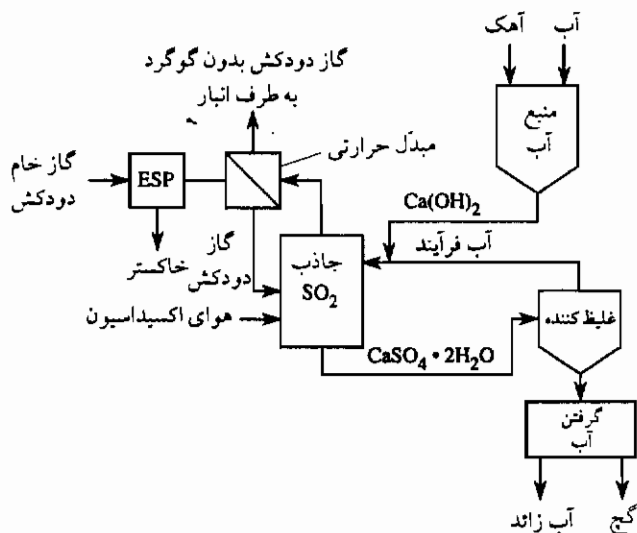 آب
آهک
منبع
آب
گاز دودکش بدون گوگرد
به طرف انبار
مبدّل حرارتی
گاز خام
دودکش
ESP
خاکستر
گاز
دودکش
هوای اکسیداسیون
جاذب
SO2
Ca(OH)2
آب فرآیند
CaSO4 • 2H2O
غلیظ کننده
گرفتن
آب
آب زائد
گچ